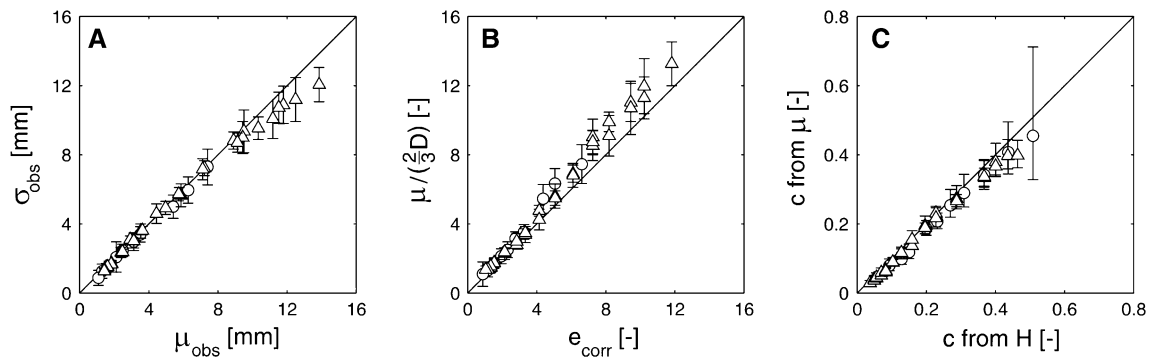 A
16
12
8
4
0
0 4 8 12 16
σobs [mm]
μobs [mm]
B
16
12
8
4
0
0 4 8 12 16
μ/(2/3D) [-]
ecorr [-]
C
0.8
0.6
0.4
0.2
0
0 0.2 0.4 0.6 0.8
c from μ [-]
c from H [-]